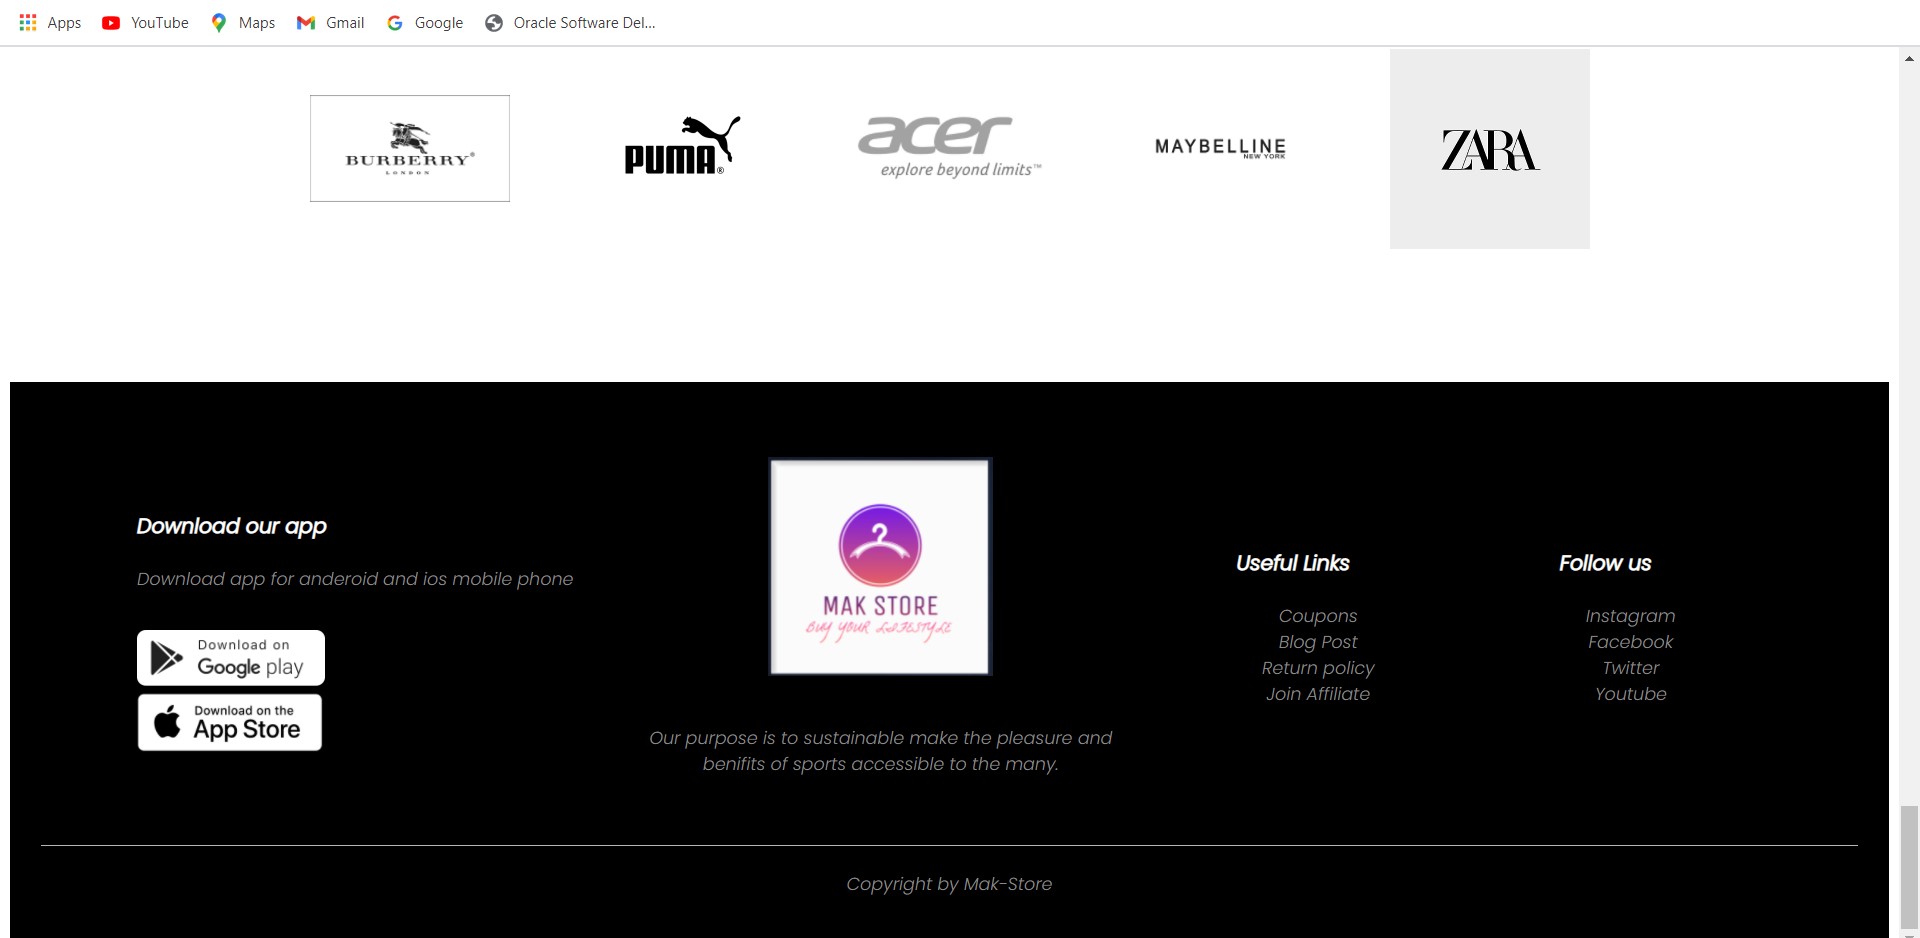 Apps YouTube Maps Gmail Google Oracle Software Del...
BURBERRY®
LONDON
PUMA®
acer
explore beyond limits™
MAYBELLINE
NEW YORK
ZARA
Download our app
Download app for anderoid and ios mobile phone
Download on
Google play
Download on the
App Store
MAK STORE
BUY YOUR LIFESTYLE
Our purpose is to sustainable make the pleasure and
benifits of sports accessible to the many.
Useful Links
Coupons
Blog Post
Return policy
Join Affiliate
Follow us
Instagram
Facebook
Twitter
Youtube
Copyright by Mak-Store